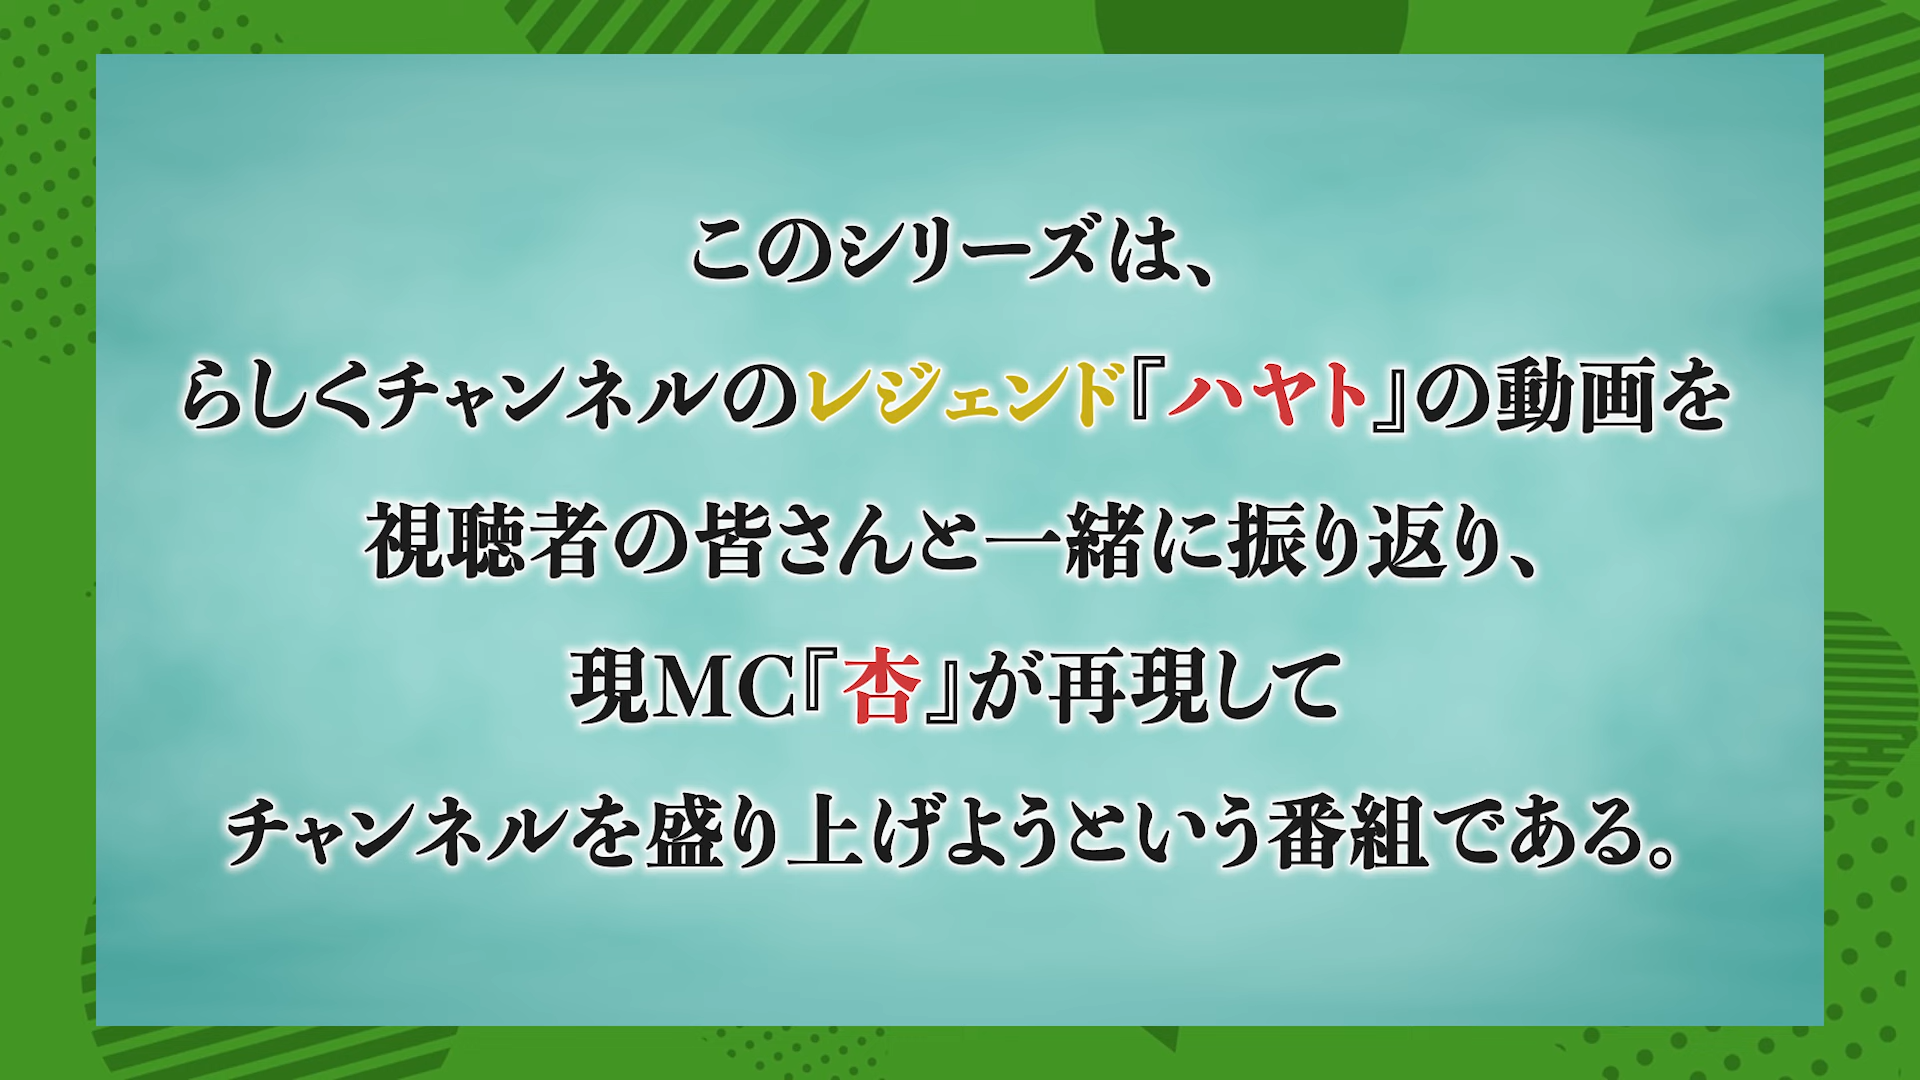 このシリーズは、
らしくチャンネルのレジェンド『ハヤト』の動画を
視聴者の皆さんと一緒に振り返り、
現MC『杏』が再現して
チャンネルを盛り上げようという番組である。